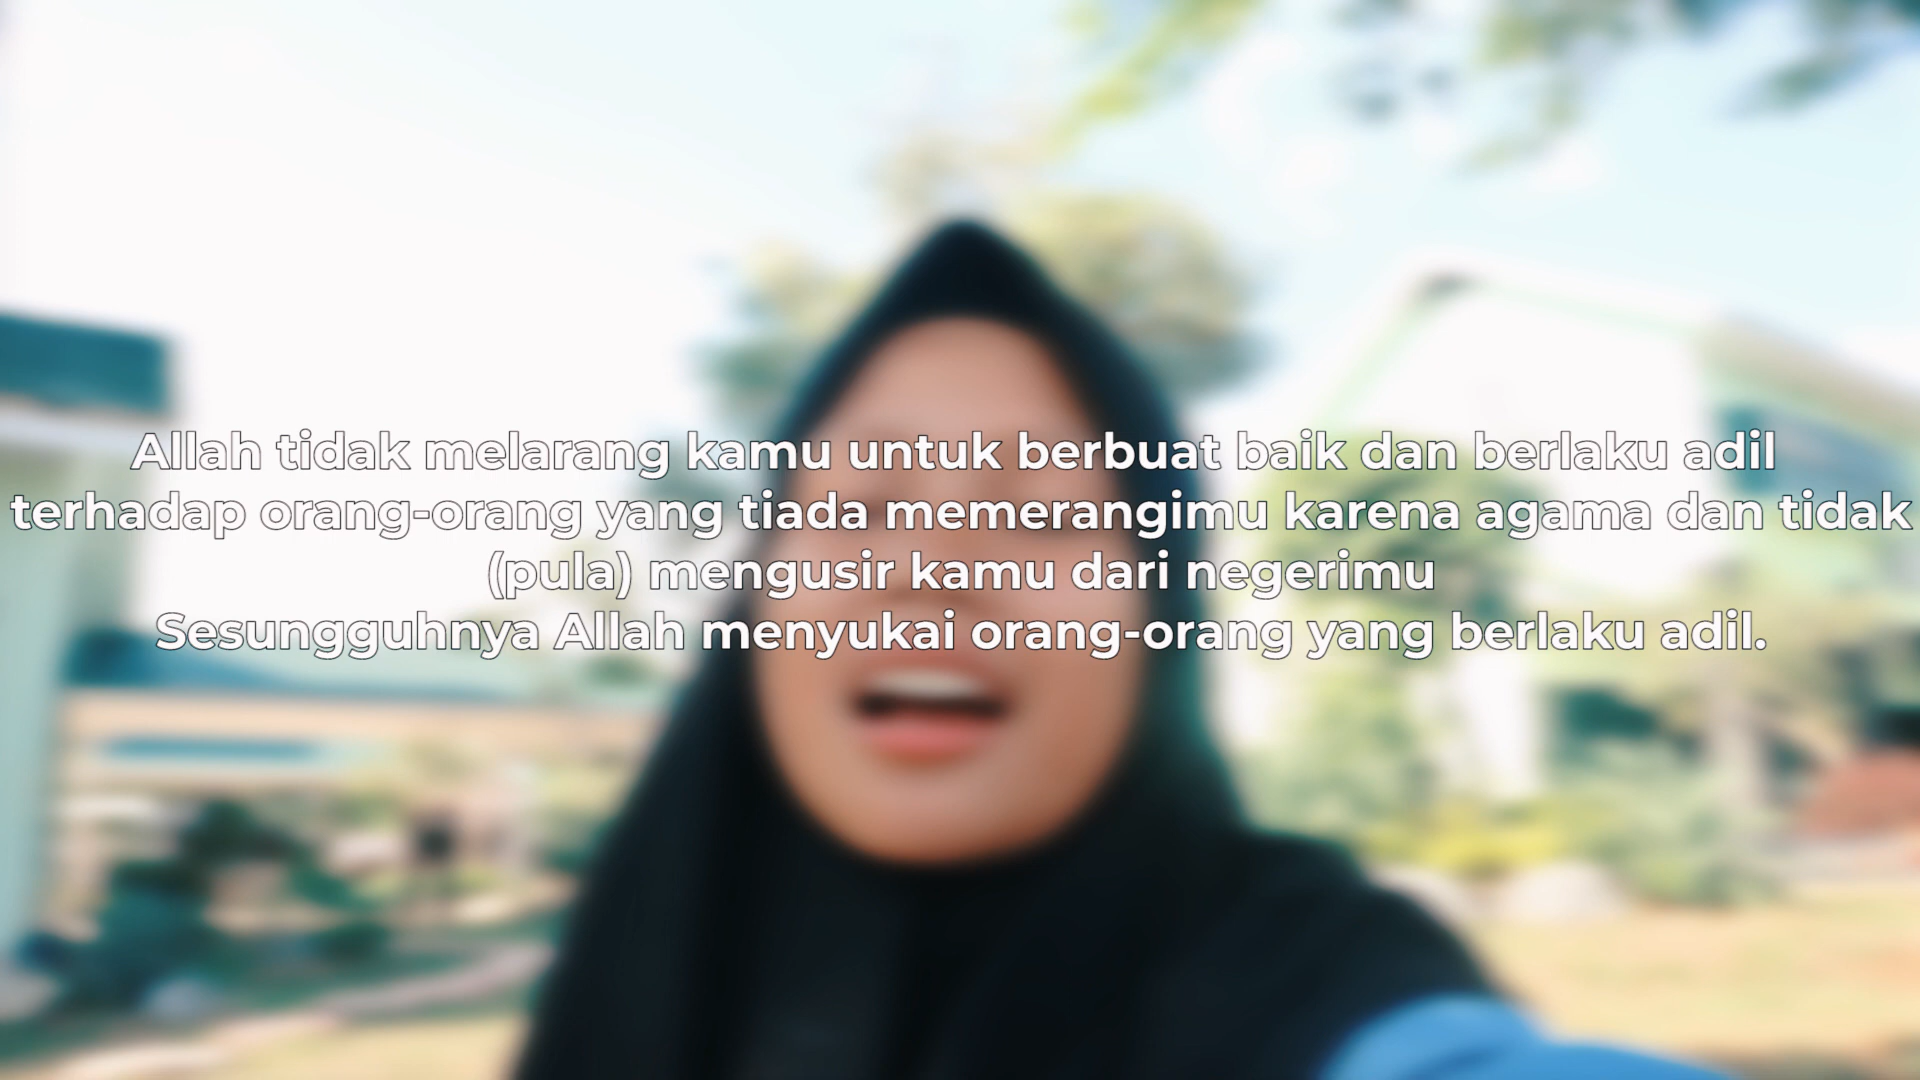 Allah tidak melarang kamu untuk berbuat baik dan berlaku adil
terhadap orang-orang yang tiada memerangimu karena agama dan tidak
(pula) mengusir kamu dari negerimu
Sesungguhnya Allah menyukai orang-orang yang berlaku adil.